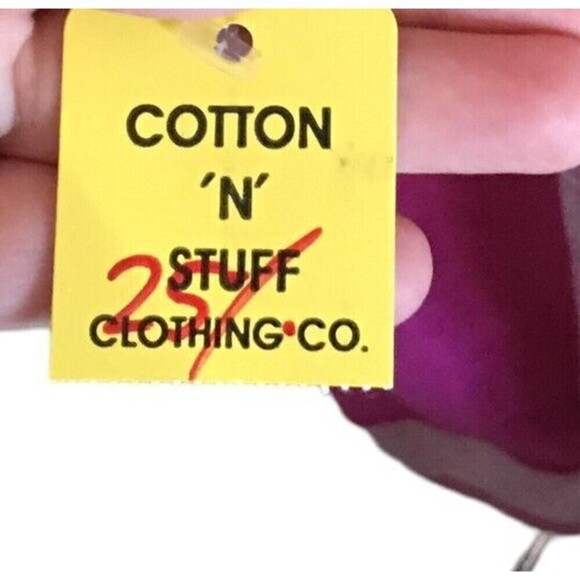 COTTON
'N'
STUFF
25/.
CLOTHING CO.